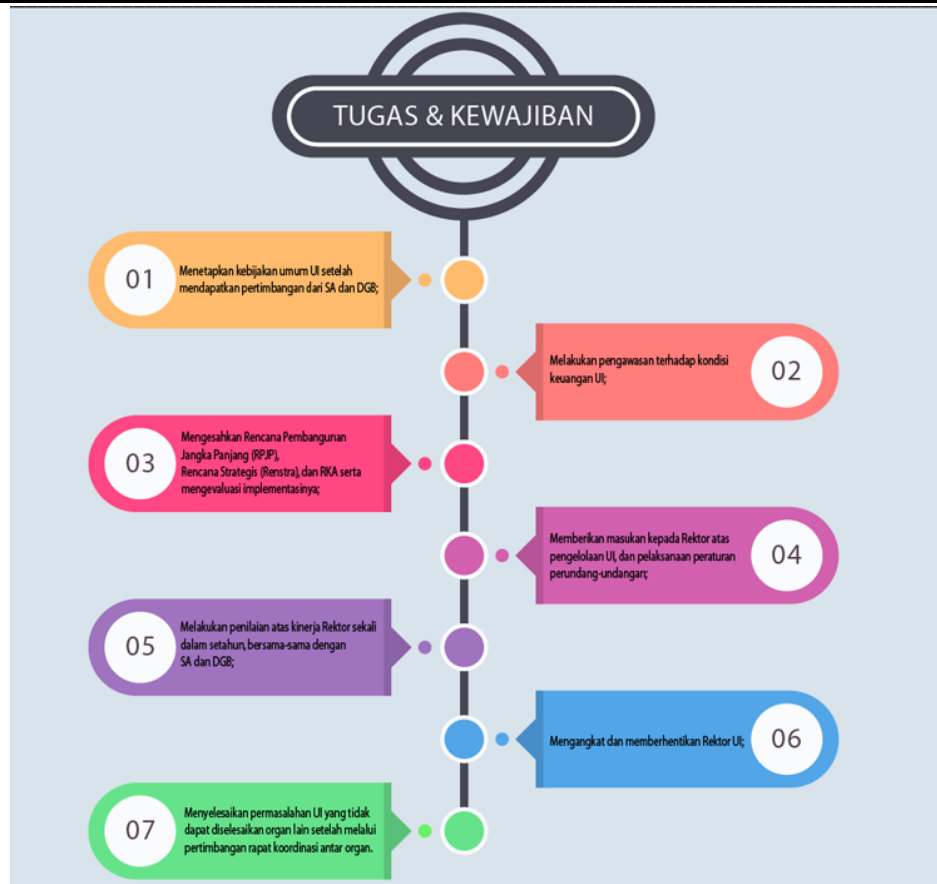 TUGAS & KEWAJIBAN
01
Menetapkan kebijakan umum UI setelah
mendapatkan pertimbangan dari SA dan DGB;
Melakukan pengawasan terhadap kondisi
keuangan UI;
02
03
Mengesahkan Rencana Pembangunan
Jangka Panjang (RPJP),
Rencana Strategis (Renstra), dan RKA serta
mengevaluasi implementasinya;
Memberikan masukan kepada Rektor atas
pengelolaan UI, dan pelaksanaan peraturan
perundang-undangan;
04
05
Melakukan penilaian atas kinerja Rektor sekali
dalam setahun, bersama-sama dengan
SA dan DGB;
Mengangkat dan memberhentikan Rektor UI;
06
07
Menyelesaikan permasalahan UI yang tidak
dapat diselesaikan organ lain setelah melalui
pertimbangan rapat koordinasi antar organ.